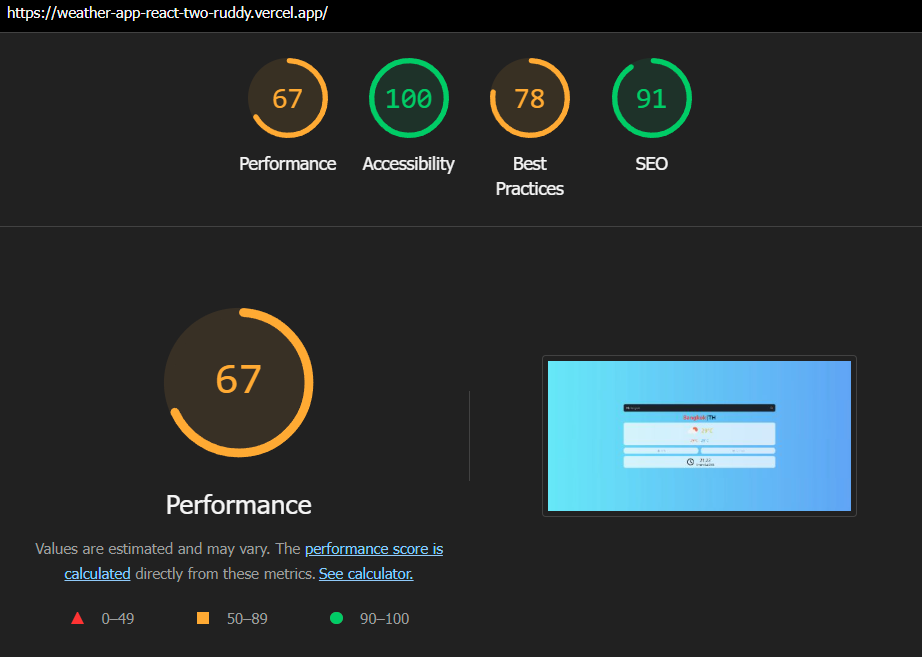 https://weather-app-react-two-ruddy.vercel.app/
67
100
78
91
Performance
Accessibility
Best
Practices
SEO
67
Performance
Values are estimated and may vary. The performance score is
calculated directly from these metrics. See calculator.
0–49
50–89
90–100
Bangkok TH